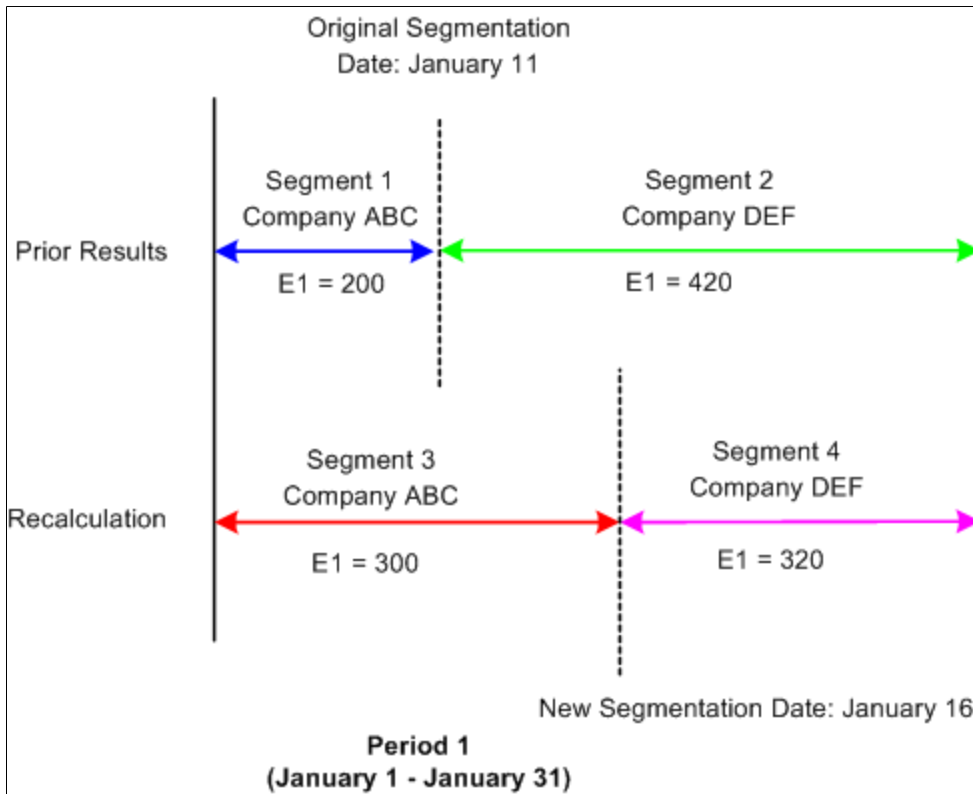 Original Segmentation
Date: January 11
Segment 1
Company ABC
Segment 2
Company DEF
Prior Results
E1 = 200
E1 = 420
Segment 3
Company ABC
Segment 4
Company DEF
Recalculation
E1 = 300
E1 = 320
New Segmentation Date: January 16
Period 1
(January 1 - January 31)